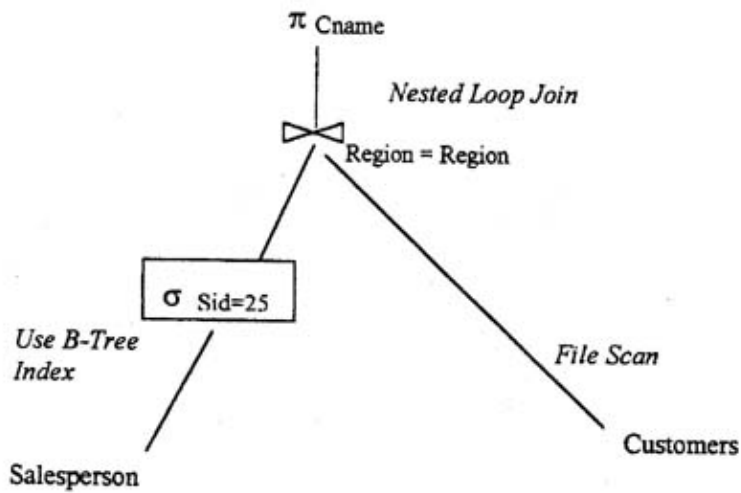 π Cname
Nested Loop Join
Region = Region
σ Sid=25
Use B-Tree
Index
File Scan
Customers
Salesperson